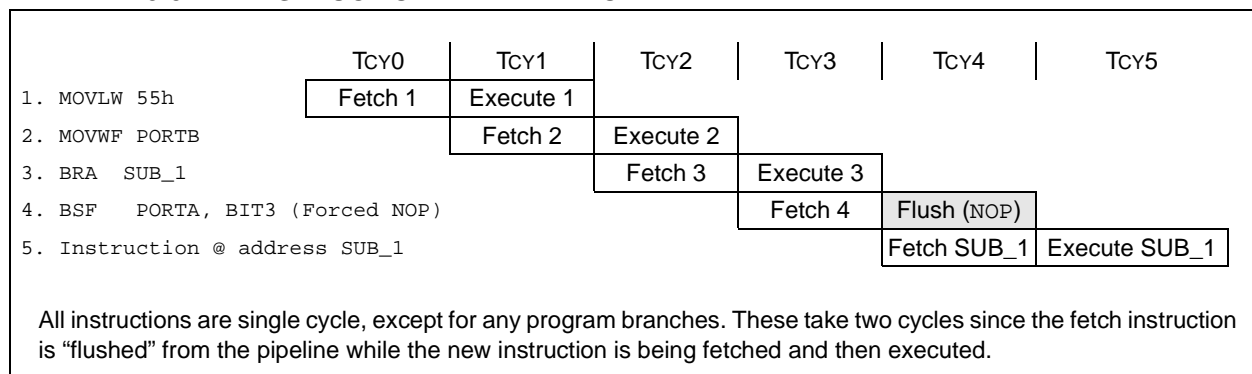 TCY0 TCY1 TCY2 TCY3 TCY4 TCY5
1. MOVLW 55h Fetch 1 Execute 1
2. MOVWF PORTB Fetch 2 Execute 2
3. BRA SUB_1 Fetch 3 Execute 3
4. BSF PORTA, BIT3 (Forced NOP) Fetch 4 Flush (NOP)
5. Instruction @ address SUB_1 Fetch SUB_1 Execute SUB_1
All instructions are single cycle, except for any program branches. These take two cycles since the fetch instruction
is “flushed” from the pipeline while the new instruction is being fetched and then executed.